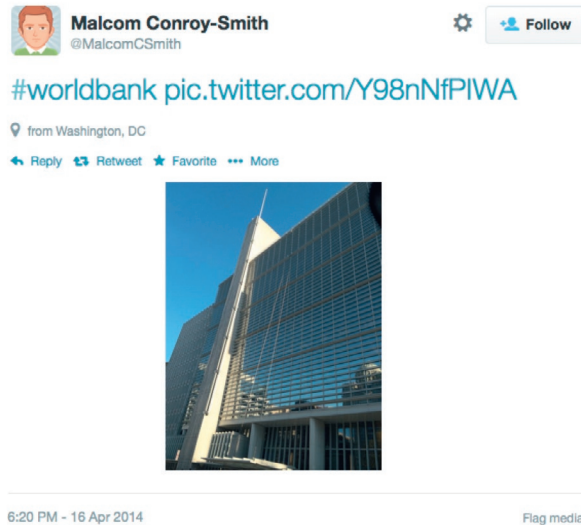 Malcom Conroy-Smith
Follow
@MalcomCSmith
#worldbank pic.twitter.com/Y98nNfPlWA
from Washington, DC
Reply Retweet Favorite ••• More
6:20 PM - 16 Apr 2014
Flag media